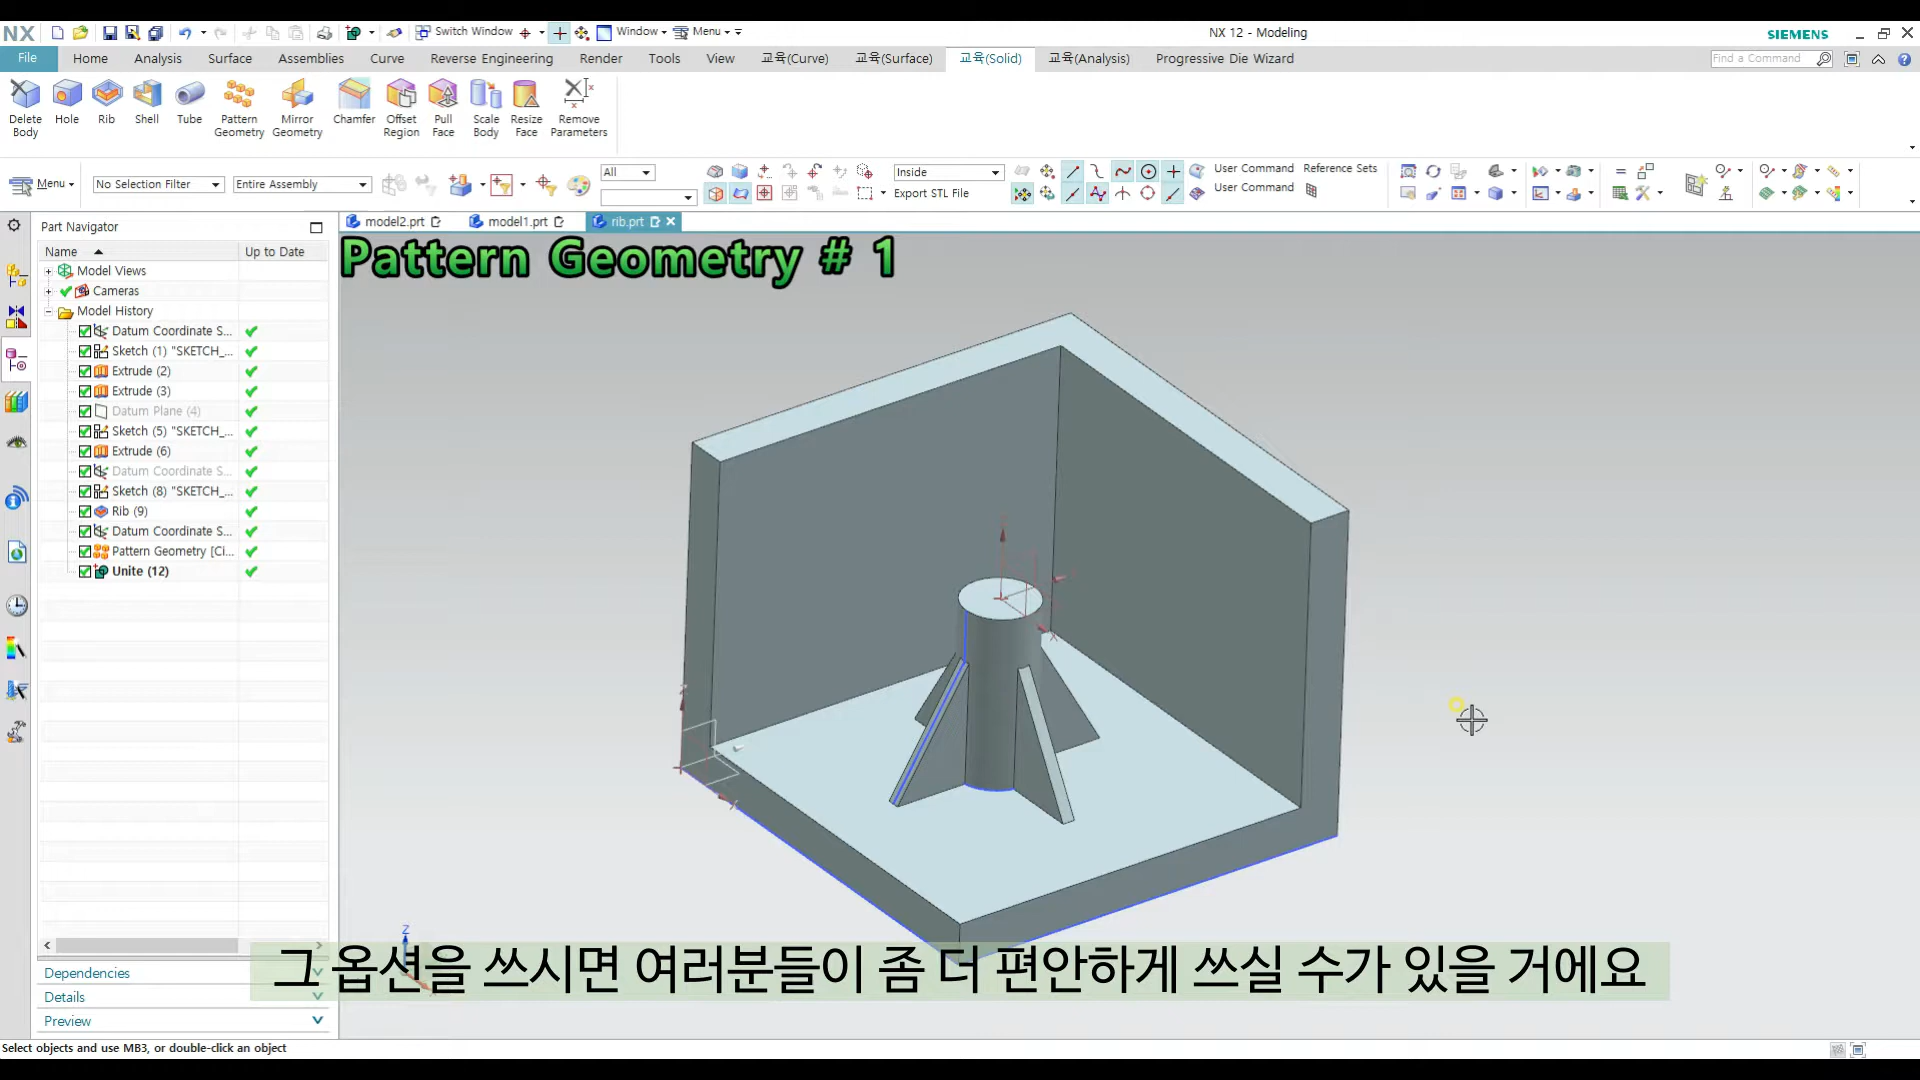 NX
Switch Window
Window
Menu
NX 12 - Modeling
SIEMENS
File
Home
Analysis
Surface
Assemblies
Curve
Reverse Engineering
Render
Tools
View
교육(Curve)
교육(Surface)
교육(Solid)
교육(Analysis)
Progressive Die Wizard
Find a Command
Delete Body
Hole
Rib
Shell
Tube
Pattern Geometry
Mirror Geometry
Chamfer
Offset Region
Pull Face
Scale Body
Resize Face
Remove Parameters
Menu
No Selection Filter
Entire Assembly
All
Inside
Export STL File
User Command
Reference Sets
User Command
Part Navigator
model2.prt
model1.prt
rib.prt
Name
Up to Date
Pattern Geometry # 1
Model Views
Cameras
Model History
Datum Coordinate S...
Sketch (1) "SKETCH_...
Extrude (2)
Extrude (3)
Datum Plane (4)
Sketch (5) "SKETCH_...
Extrude (6)
Datum Coordinate S...
Sketch (8) "SKETCH_...
Rib (9)
Datum Coordinate S...
Pattern Geometry [Ci...
Unite (12)
X
Z
그 옵션을 쓰시면 여러분들이 좀 더 편안하게 쓰실 수가 있을 거에요
Dependencies
Details
Preview
Select objects and use MB3, or double-click an object